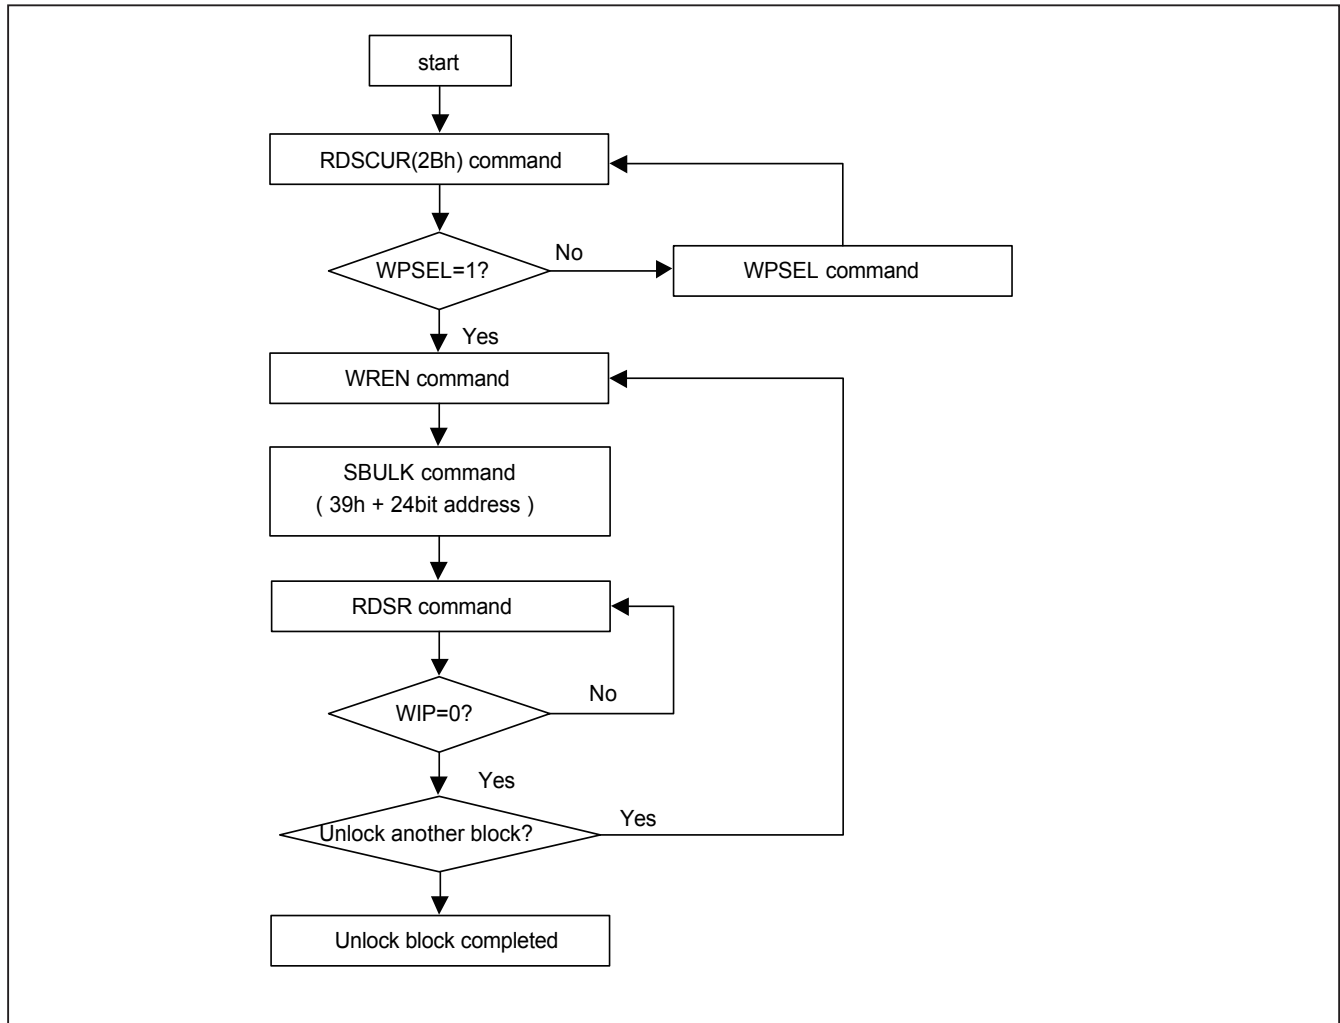 start
RDSCUR(2Bh) command
WPSEL=1?
No
WPSEL command
Yes
WREN command
SBULK command
( 39h + 24bit address )
RDSR command
WIP=0?
No
Yes
Unlock another block?
Yes
Unlock block completed